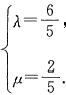 λ = 6/5,
μ = 2/5.